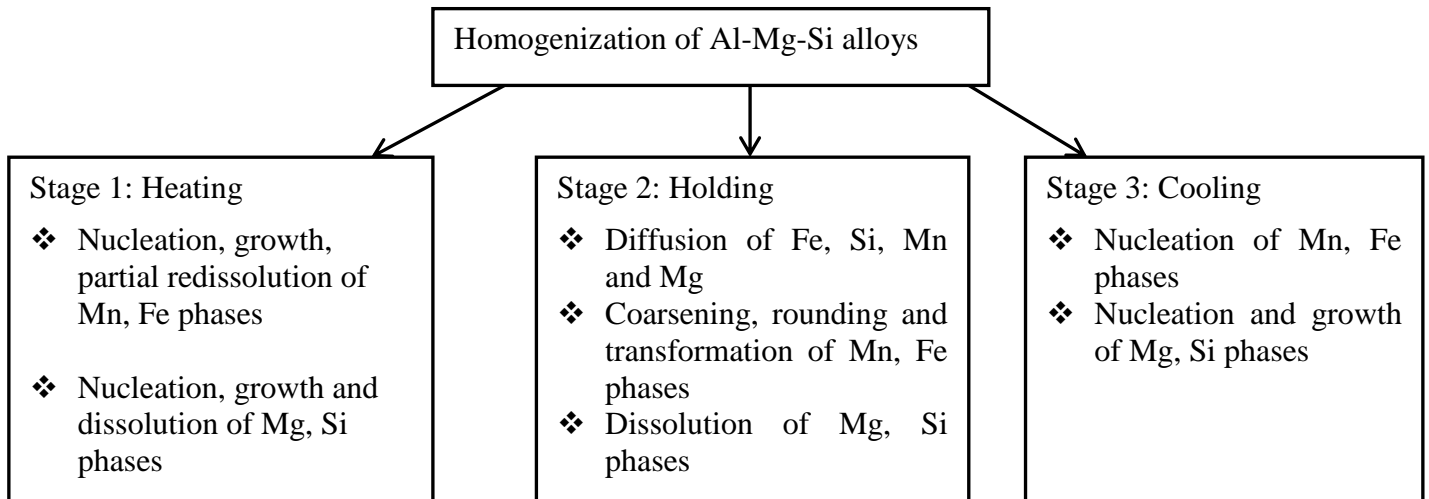 Homogenization of Al-Mg-Si alloys
Stage 1: Heating
❖ Nucleation, growth,
partial redissolution of
Mn, Fe phases
❖ Nucleation, growth and
dissolution of Mg, Si
phases
Stage 2: Holding
❖ Diffusion of Fe, Si, Mn
and Mg
❖ Coarsening, rounding and
transformation of Mn, Fe
phases
❖ Dissolution of Mg, Si
phases
Stage 3: Cooling
❖ Nucleation of Mn, Fe
phases
❖ Nucleation and growth
of Mg, Si phases